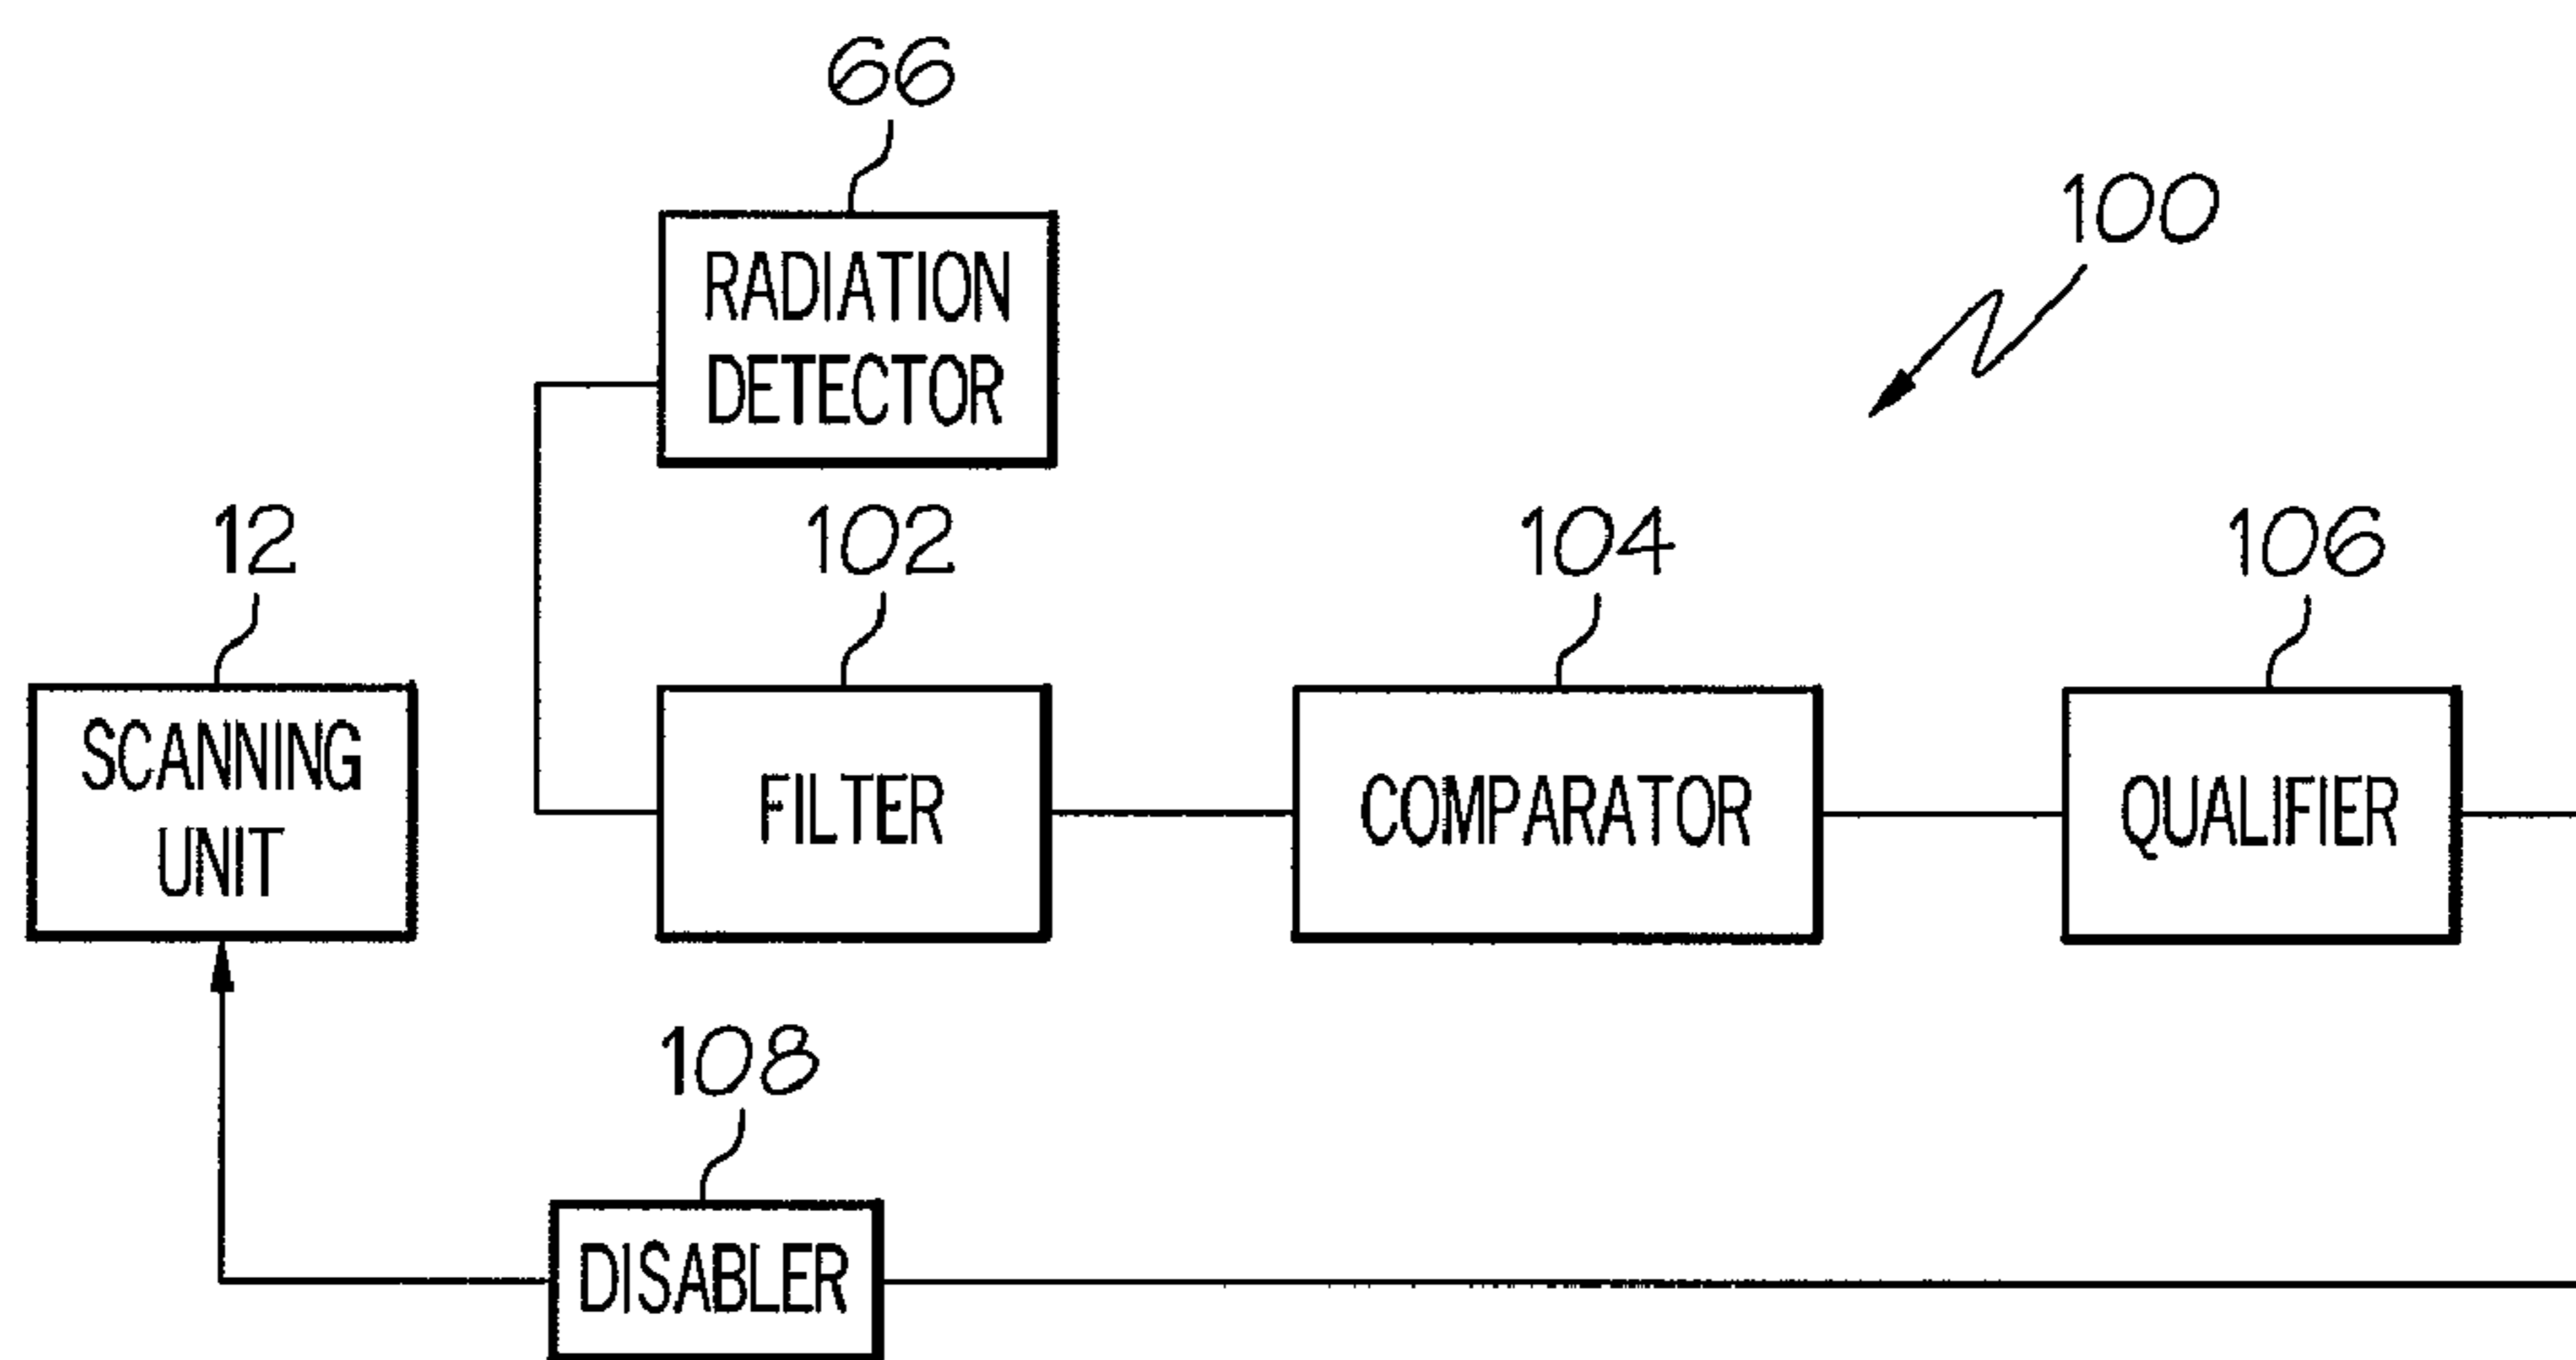 66
RADIATION
DETECTOR
100
12
102
104
106
SCANNING
UNIT
FILTER
COMPARATOR
QUALIFIER
108
DISABLER